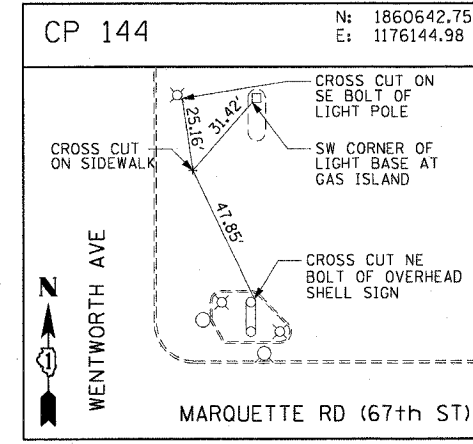 CP 144
N: 1860642.75
E: 1176144.98
CROSS CUT ON
SE BOLT OF
LIGHT POLE
25.16'
31.42'
CROSS CUT
ON SIDEWALK
SW CORNER OF
LIGHT BASE AT
GAS ISLAND
47.85'
CROSS CUT NE
BOLT OF OVERHEAD
SHELL SIGN
N
1
WENTWORTH AVE
MARQUETTE RD (67th ST)